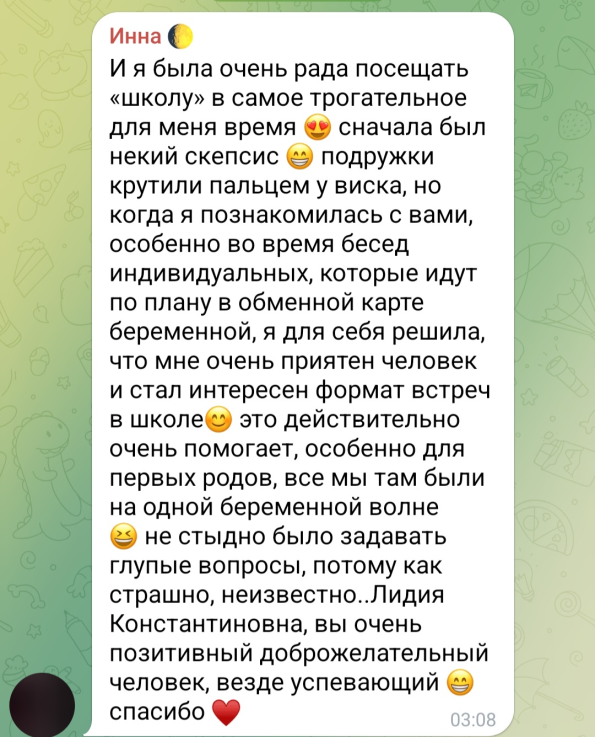 Инна 🌔
И я была очень рада посещать
«школу» в самое трогательное
для меня время 😍 сначала был
некий скепсис 😁 подружки
крутили пальцем у виска, но
когда я познакомилась с вами,
особенно во время бесед
индивидуальных, которые идут
по плану в обменной карте
беременной, я для себя решила,
что мне очень приятен человек
и стал интересен формат встреч
в школе😊 это действительно
очень помогает, особенно для
первых родов, все мы там были
на одной беременной волне
😆 не стыдно было задавать
глупые вопросы, потому как
страшно, неизвестно..Лидия
Константиновна, вы очень
позитивный доброжелательный
человек, везде успевающий 😁
спасибо ♥️
03:08